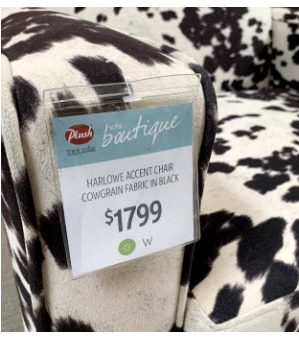 Plush
sofa
boutique
HARLOWE ACCENT CHAIR
COWGRAIN FABRIC IN BLACK
$1799
G W